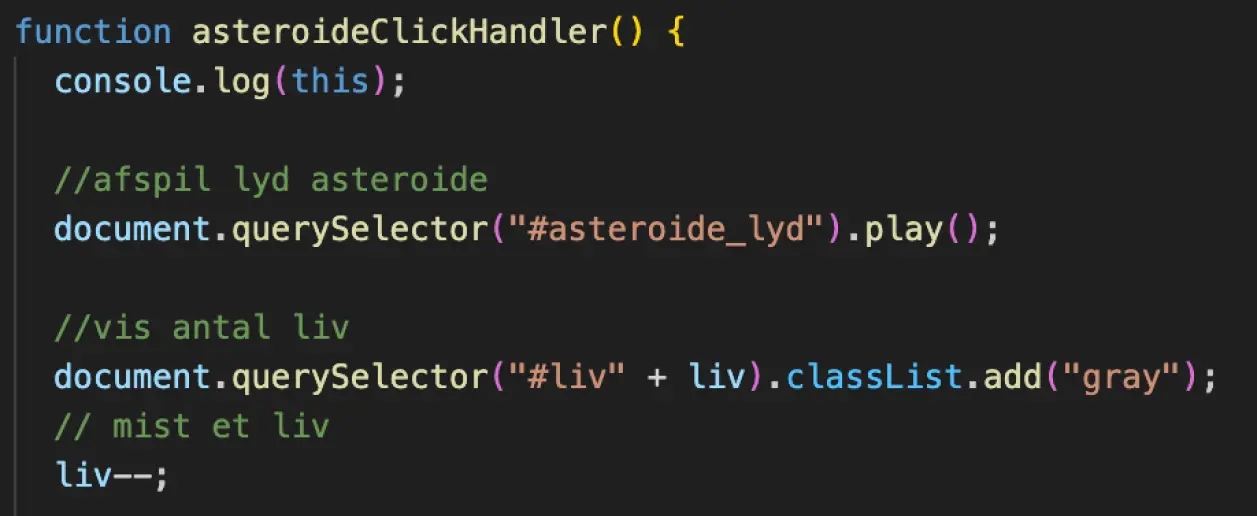 function asteroideClickHandler() {
  console.log(this);

  //afspil lyd asteroide
  document.querySelector("#asteroide_lyd").play();

  //vis antal liv
  document.querySelector("#liv" + liv).classList.add("gray");
  // mist et liv
  liv--;